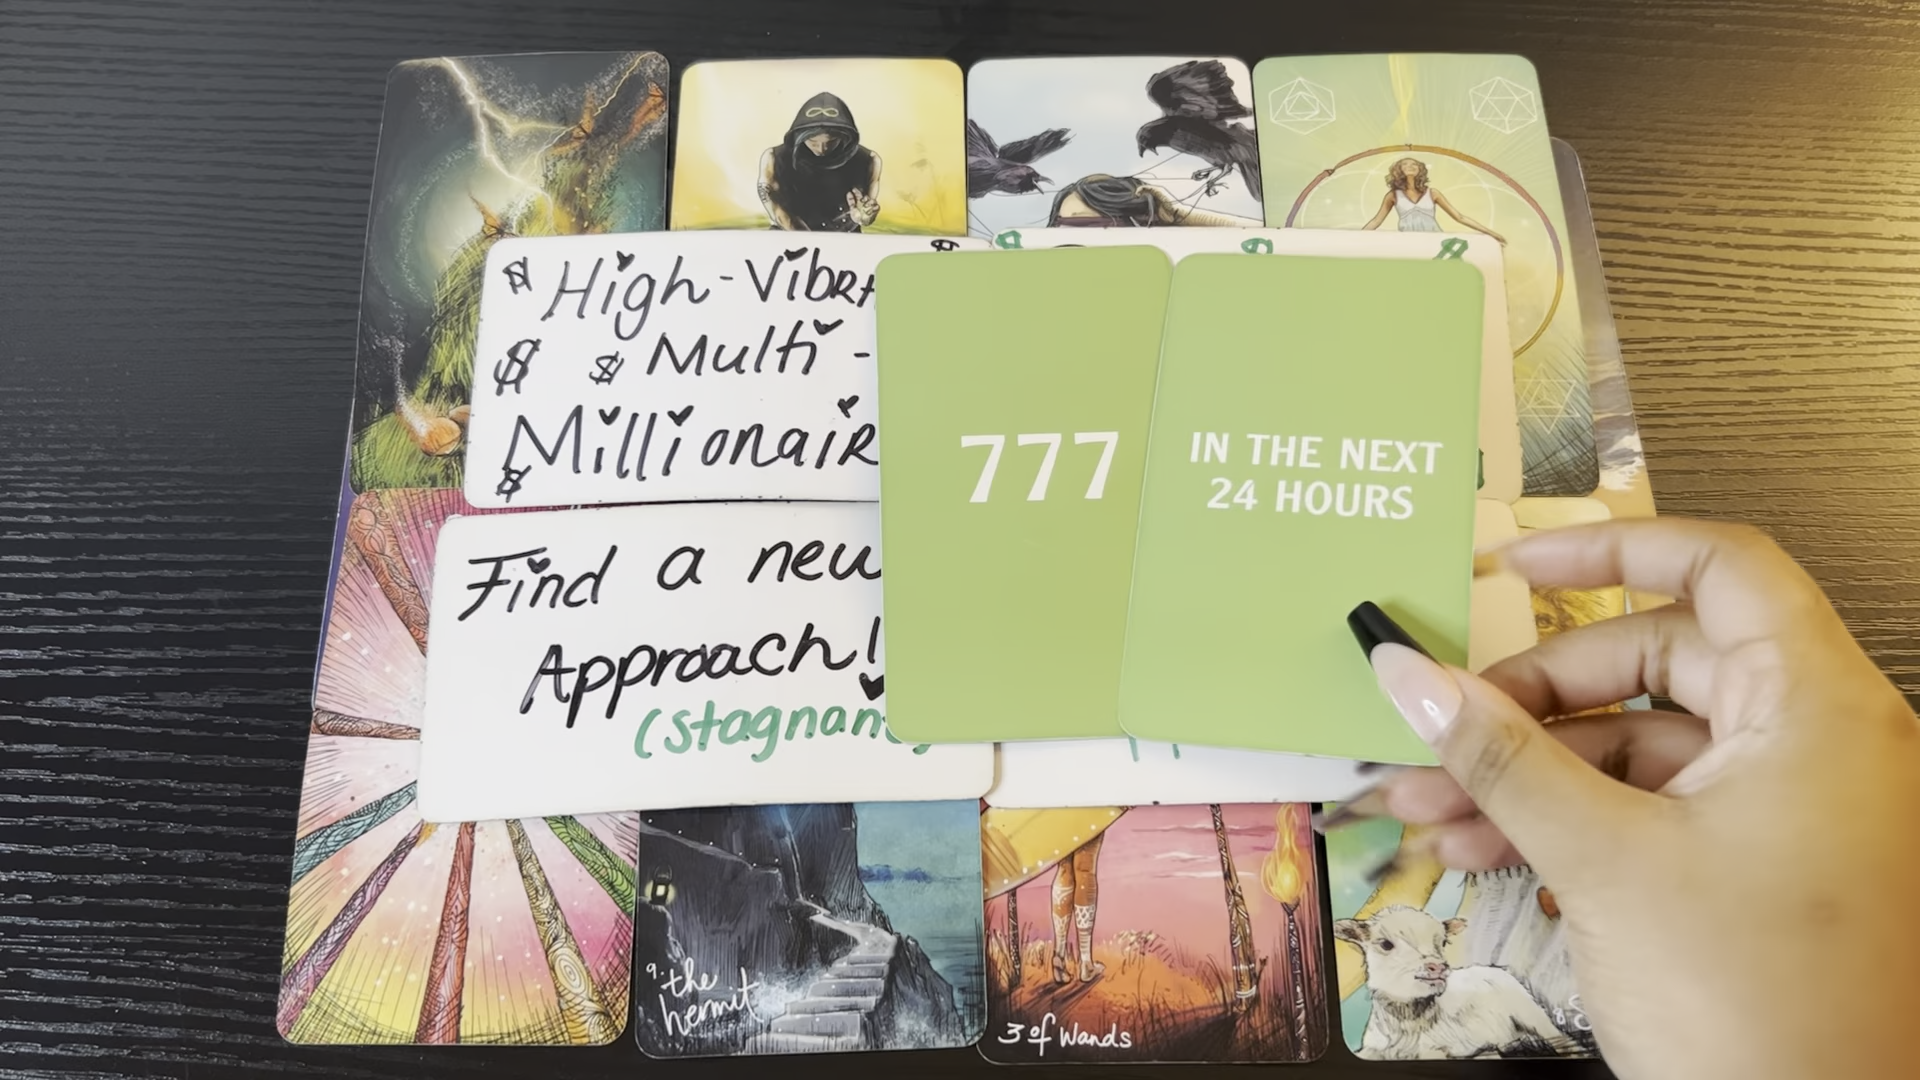 $ High-Vibra
$ $ Multi-
Millionair
$
Find a new
Approach!
(stagnan
777
IN THE NEXT
24 HOURS
9. the
hermit
3 of Wands